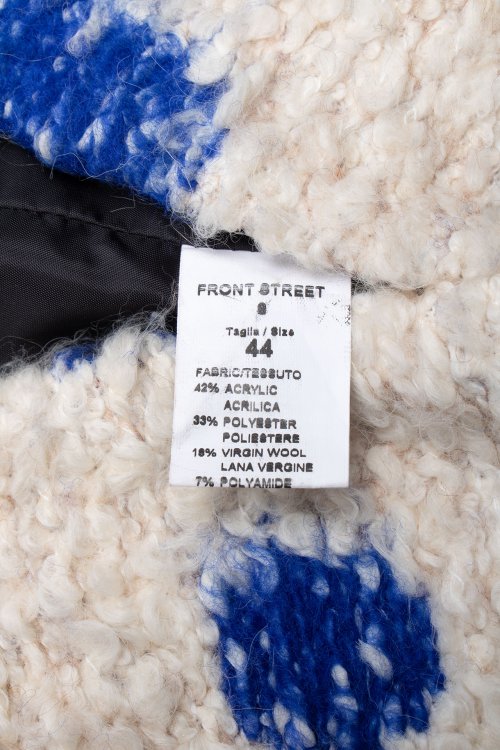 FRONT STREET
8
Taglia / Size
44
FABRIC/TESSUTO
42% ACRYLIC
ACRILICA
33% POLYESTER
POLIESTERE
18% VIRGIN WOOL
LANA VERGINE
7% POLYAMIDE